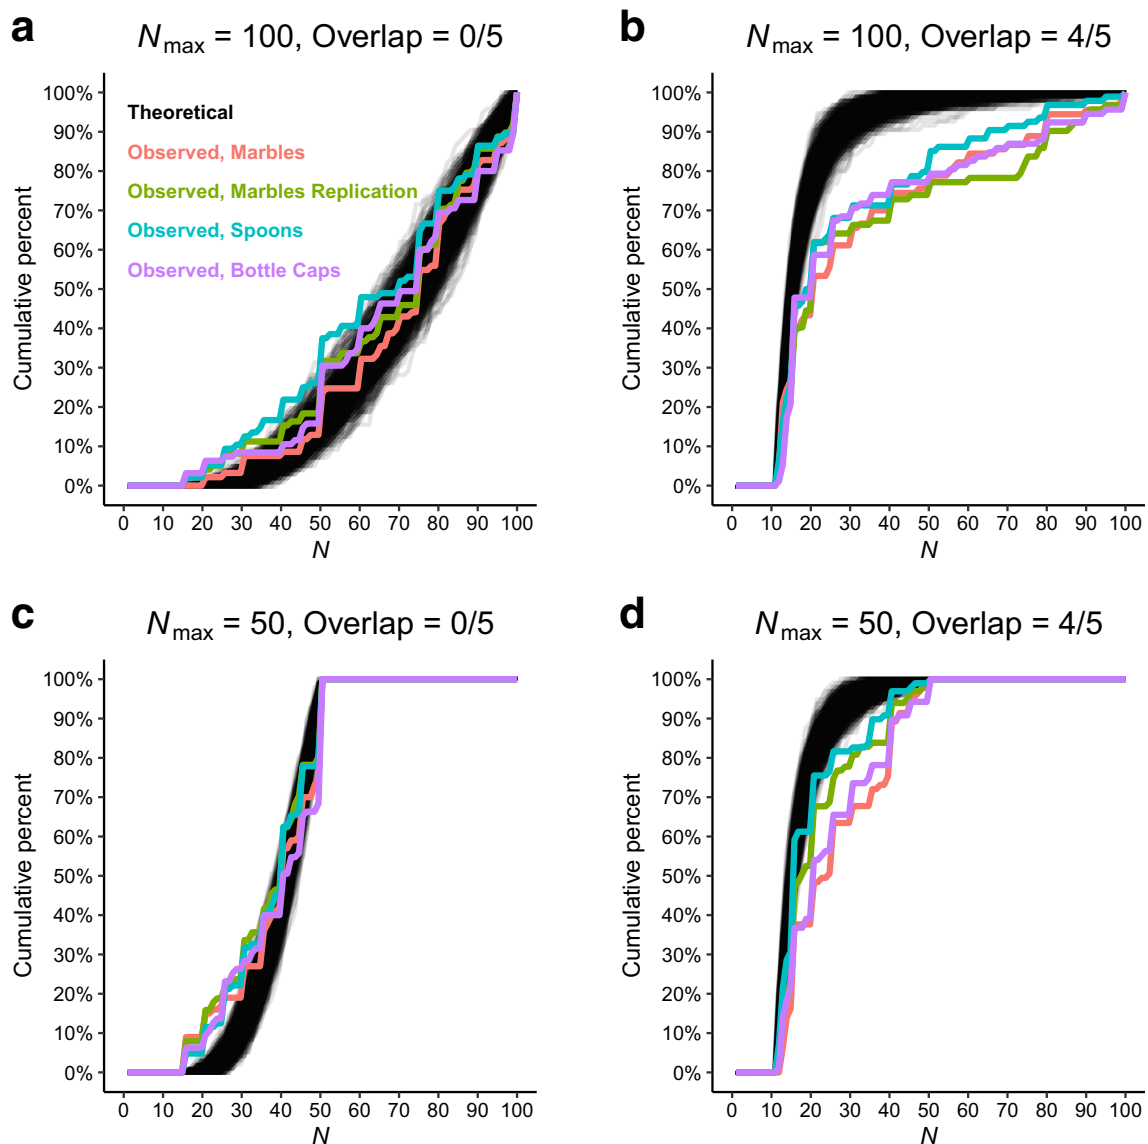 a
N max = 100, Overlap = 0/5
100%
90%
80%
70%
60%
50%
40%
30%
20%
10%
0%
Cumulative percent
Theoretical
Observed, Marbles
Observed, Marbles Replication
Observed, Spoons
Observed, Bottle Caps
0 10 20 30 40 50 60 70 80 90 100
N
b
N max = 100, Overlap = 4/5
100%
90%
80%
70%
60%
50%
40%
30%
20%
10%
0%
Cumulative percent
0 10 20 30 40 50 60 70 80 90 100
N
c
N max = 50, Overlap = 0/5
100%
90%
80%
70%
60%
50%
40%
30%
20%
10%
0%
Cumulative percent
0 10 20 30 40 50 60 70 80 90 100
N
d
N max = 50, Overlap = 4/5
100%
90%
80%
70%
60%
50%
40%
30%
20%
10%
0%
Cumulative percent
0 10 20 30 40 50 60 70 80 90 100
N